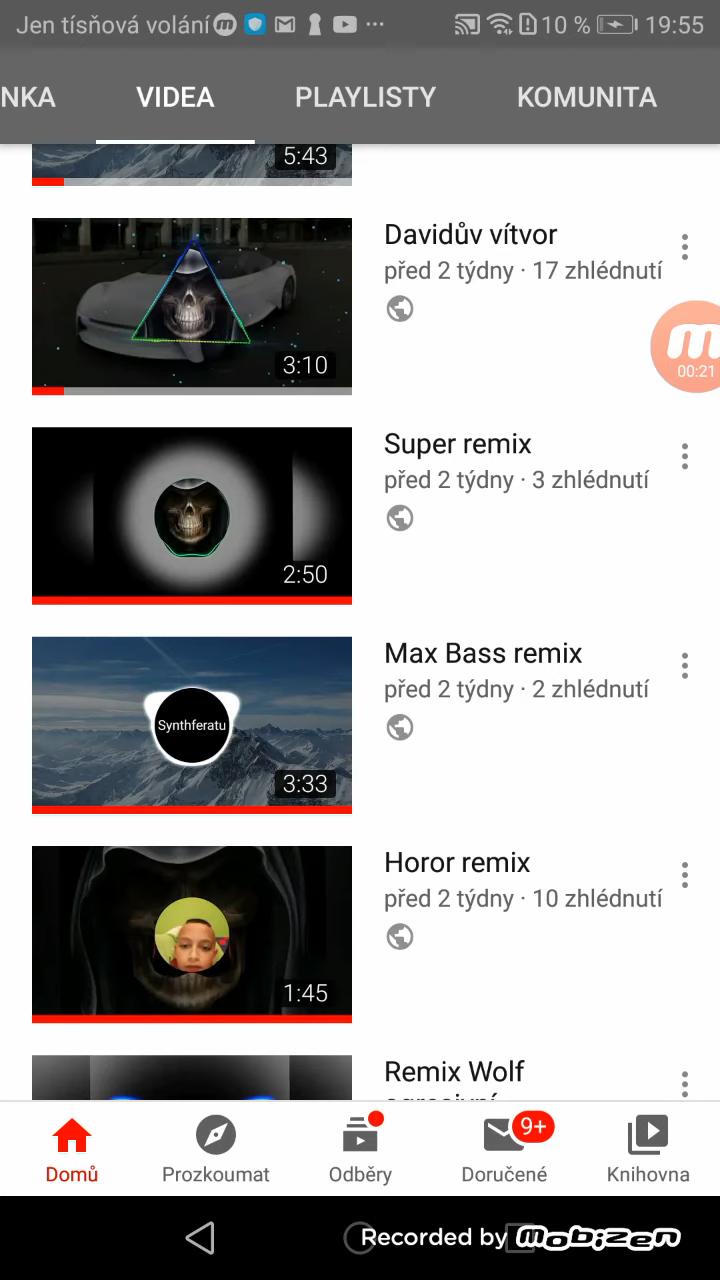 Jen tísňová volání 10 % 19:55
NKA VIDEA PLAYLISTY KOMUNITA
5:43
Davidův vítvor
před 2 týdny · 17 zhlédnutí
3:10
00:21
Super remix
před 2 týdny · 3 zhlédnutí
2:50
Max Bass remix
před 2 týdny · 2 zhlédnutí
Synthferatu
3:33
Horor remix
před 2 týdny · 10 zhlédnutí
1:45
Remix Wolf
9+
Domů Prozkoumat Odběry Doručené Knihovna
Recorded by mobizen